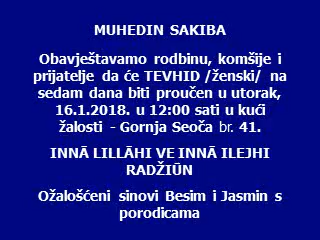 MUHEDIN SAKIBA
Obavještavamo rodbinu, komšije i
prijatelje da će TEVHID /ženski/ na
sedam dana biti proučen u utorak,
16.1.2018. u 12:00 sati u kući
žalosti - Gornja Seoča br. 41.
INNĀ LILLĀHI VE INNĀ ILEJHI
RADŽIŪN
Ožalošćeni sinovi Besim i Jasmin s
porodicama